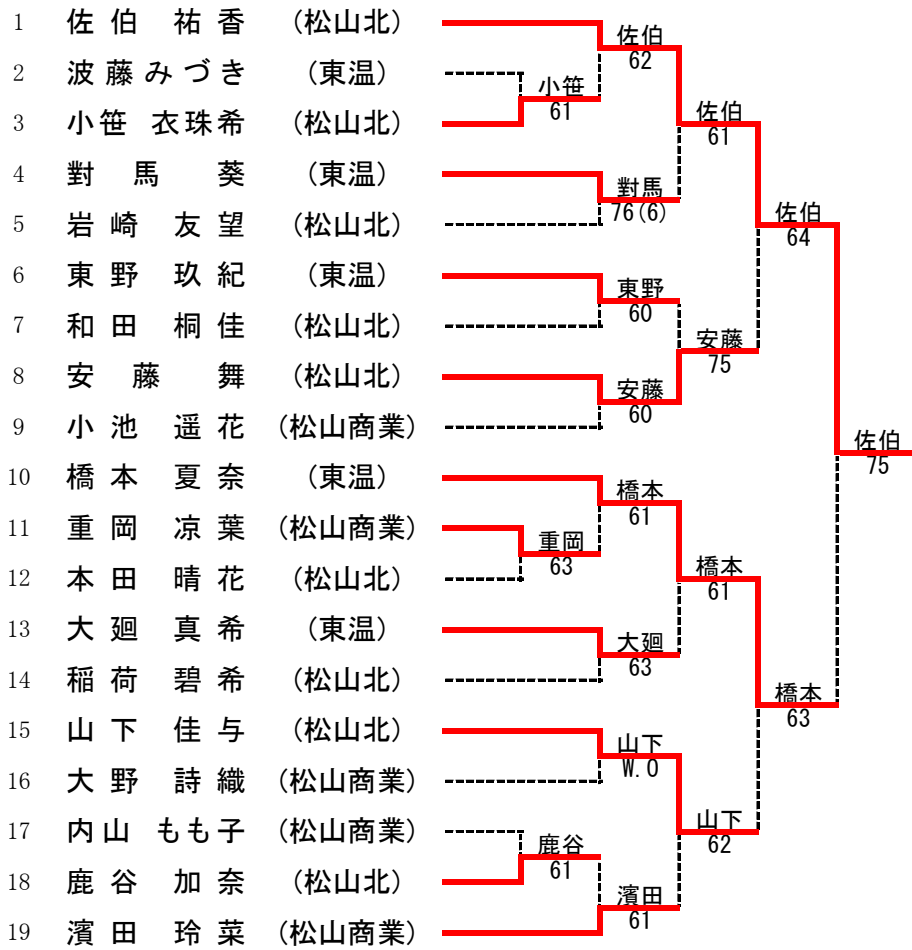 1 佐伯 祐香 (松山北)
2 波藤みづき (東温)
3 小笹 衣珠希 (松山北)
4 對馬 葵 (東温)
5 岩崎 友望 (松山北)
6 東野 玖紀 (東温)
7 和田 桐佳 (松山北)
8 安藤 舞 (松山北)
9 小池 遥花 (松山商業)
10 橋本 夏奈 (東温)
11 重岡 凉葉 (松山商業)
12 本田 晴花 (松山北)
13 大廻 真希 (東温)
14 稲荷 碧希 (松山北)
15 山下 佳与 (松山北)
16 大野 詩織 (松山商業)
17 内山 もも子 (松山商業)
18 鹿谷 加奈 (松山北)
19 濱田 玲菜 (松山商業)
小笹
61
重岡
63
鹿谷
61
佐伯
62
對馬
76(6)
東野
60
安藤
60
橋本
61
大廻
63
山下
W.O
濱田
61
佐伯
61
安藤
75
橋本
61
山下
62
佐伯
64
橋本
63
佐伯
75